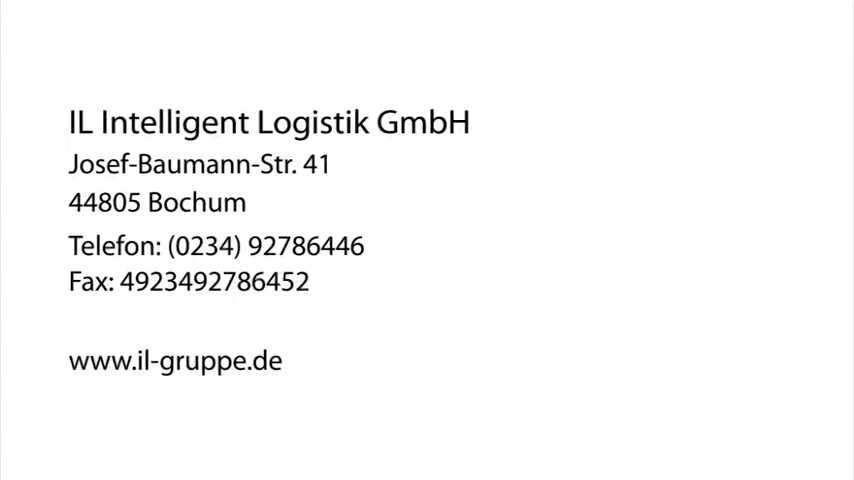 IL Intelligent Logistik GmbH
Josef-Baumann-Str. 41
44805 Bochum
Telefon: (0234) 92786446
Fax: 4923492786452
www.il-gruppe.de